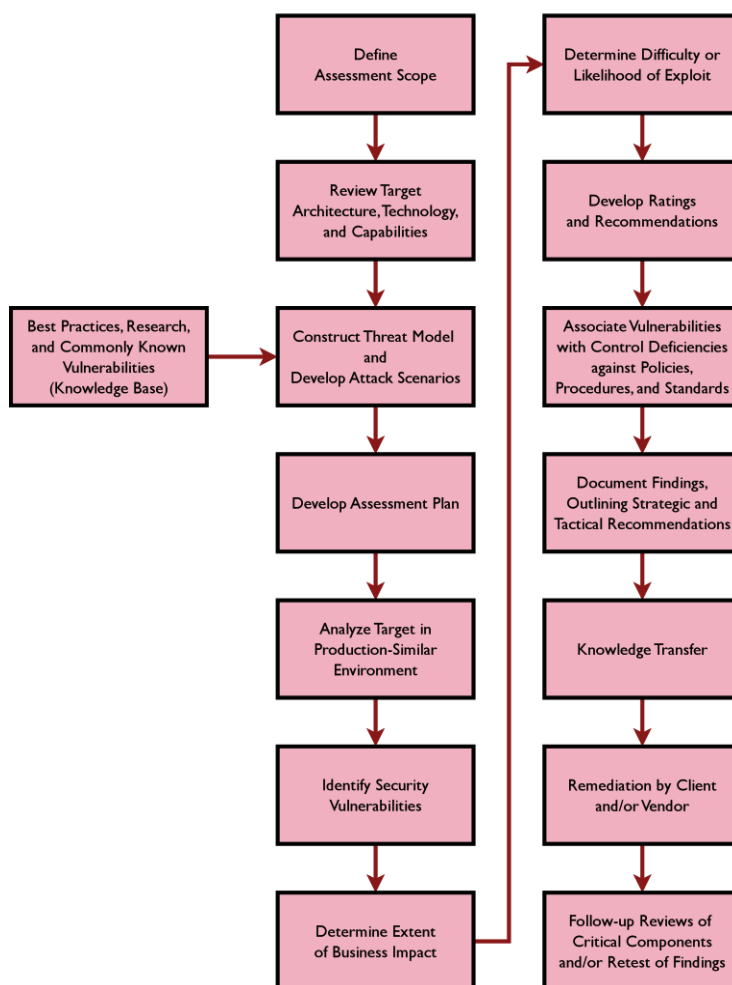 Define
Assessment Scope
Review Target
Architecture, Technology,
and Capabilities
Best Practices, Research,
and Commonly Known
Vulnerabilities
(Knowledge Base)
Construct Threat Model
and
Develop Attack Scenarios
Develop Assessment Plan
Analyze Target in
Production-Similar
Environment
Identify Security
Vulnerabilities
Determine Extent
of Business Impact
Determine Difficulty or
Likelihood of Exploit
Develop Ratings
and Recommendations
Associate Vulnerabilities
with Control Deficiencies
against Policies,
Procedures, and Standards
Document Findings,
Outlining Strategic and
Tactical Recommendations
Knowledge Transfer
Remediation by Client
and/or Vendor
Follow-up Reviews of
Critical Components
and/or Retest of Findings